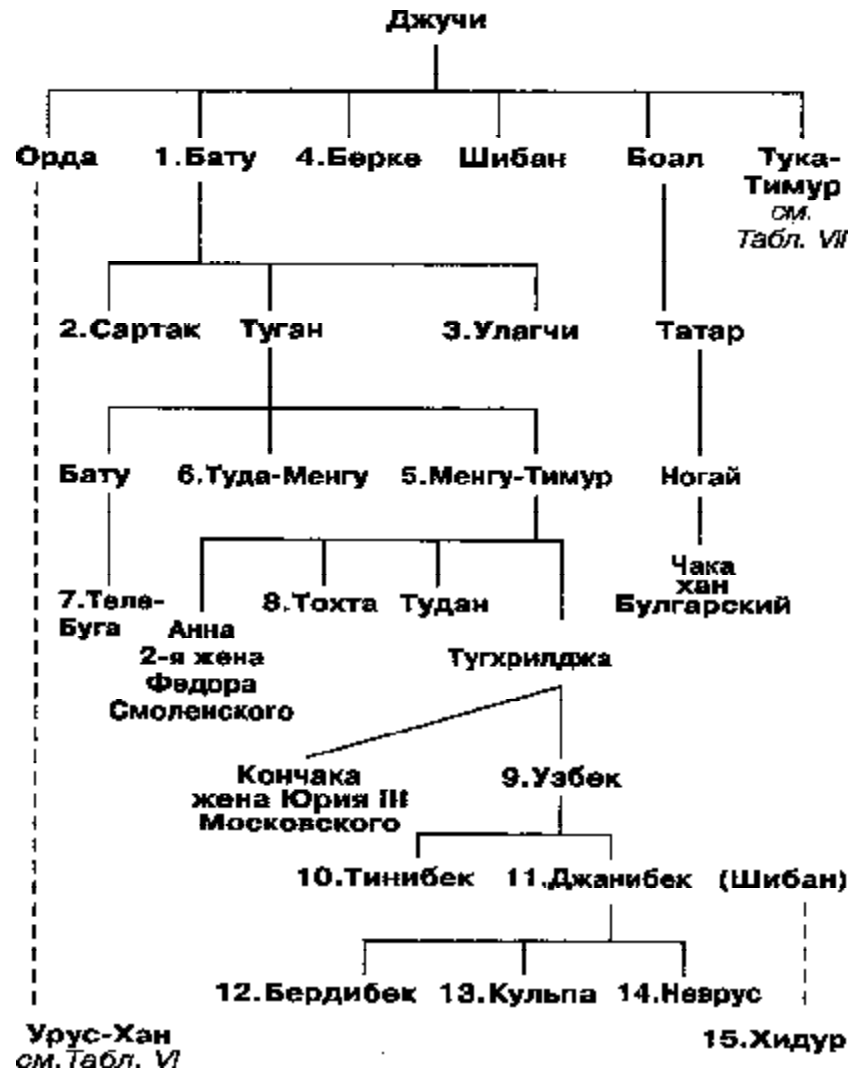 Джучи
Орда 1.Бату 4.Берке Шибан Боал Тука-
Тимур
см.
Табл. VII
2.Сартак Туган 3.Улагчи Татар
Бату 6.Туда-Менгу 5.Менгу-Тимур Ногай
Чака
хан
Булгарский
7.Теле-
Буга
Анна
2-я жена
Федора
Смоленского
8.Тохта Тудан
Тугхрилджа
Кончака
жена Юрия III
Московского
9.Узбек
10.Тинибек 11.Джанибек (Шибан)
12.Бердибек 13.Кульпа 14.Неврус
Урус-Хан
см.Табл. VI
15.Хидур